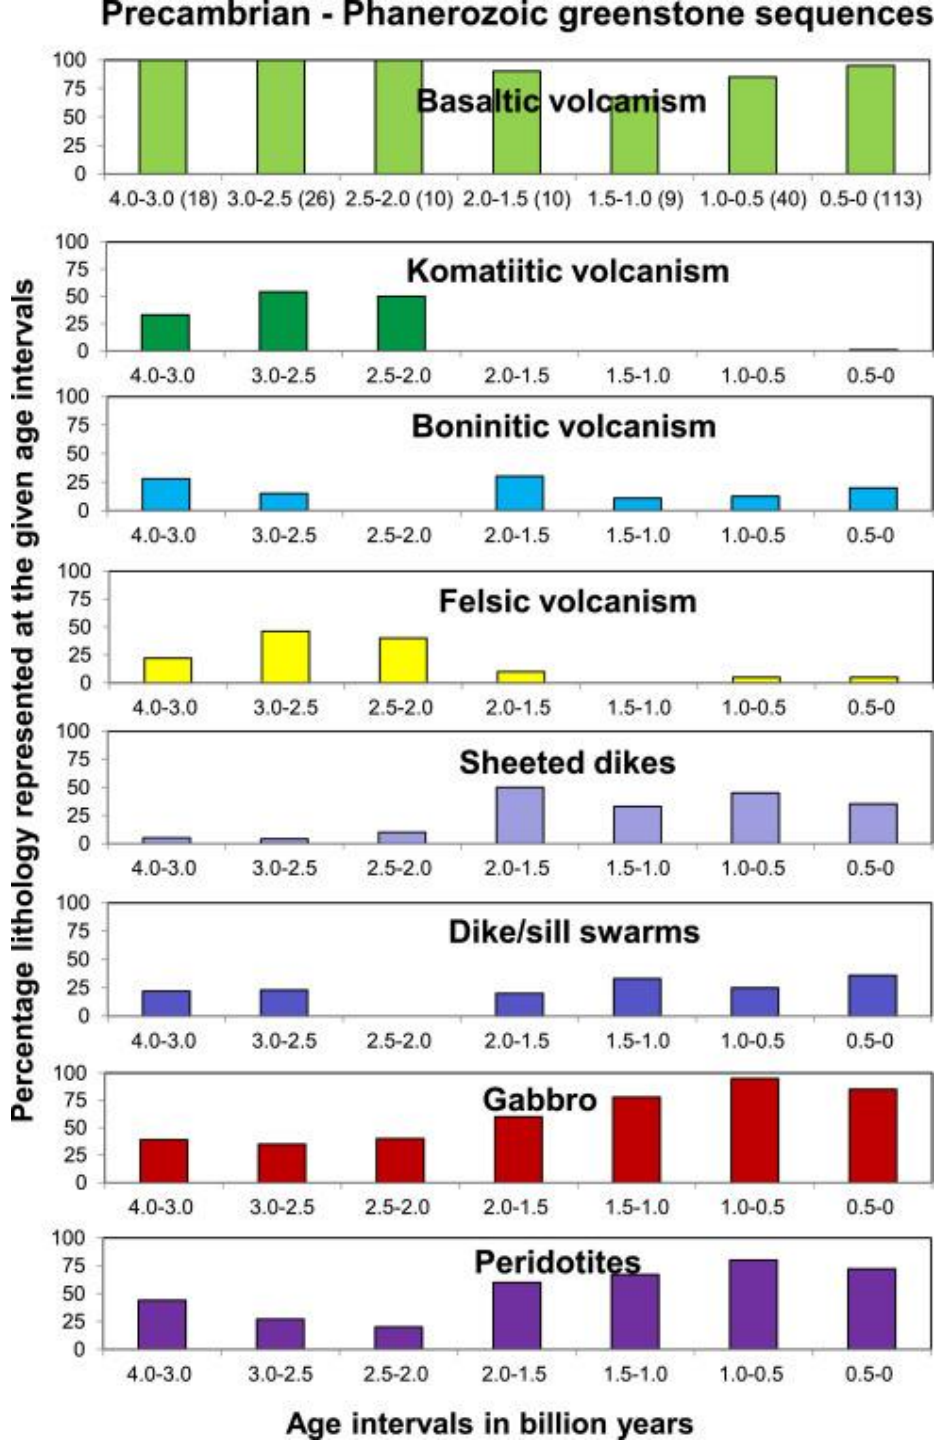 Precambrian - Phanerozoic greenstone sequences
Percentage lithology represented at the given age intervals
100
75
50
25
0
Basaltic volcanism
4.0-3.0 (18) 3.0-2.5 (26) 2.5-2.0 (10) 2.0-1.5 (10) 1.5-1.0 (9) 1.0-0.5 (40) 0.5-0 (113)
100
75
50
25
0
Komatiitic volcanism
4.0-3.0 3.0-2.5 2.5-2.0 2.0-1.5 1.5-1.0 1.0-0.5 0.5-0
100
75
50
25
0
Boninitic volcanism
4.0-3.0 3.0-2.5 2.5-2.0 2.0-1.5 1.5-1.0 1.0-0.5 0.5-0
100
75
50
25
0
Felsic volcanism
4.0-3.0 3.0-2.5 2.5-2.0 2.0-1.5 1.5-1.0 1.0-0.5 0.5-0
100
75
50
25
0
Sheeted dikes
4.0-3.0 3.0-2.5 2.5-2.0 2.0-1.5 1.5-1.0 1.0-0.5 0.5-0
100
75
50
25
0
Dike/sill swarms
4.0-3.0 3.0-2.5 2.5-2.0 2.0-1.5 1.5-1.0 1.0-0.5 0.5-0
100
75
50
25
0
Gabbro
4.0-3.0 3.0-2.5 2.5-2.0 2.0-1.5 1.5-1.0 1.0-0.5 0.5-0
100
75
50
25
0
Peridotites
4.0-3.0 3.0-2.5 2.5-2.0 2.0-1.5 1.5-1.0 1.0-0.5 0.5-0
Age intervals in billion years